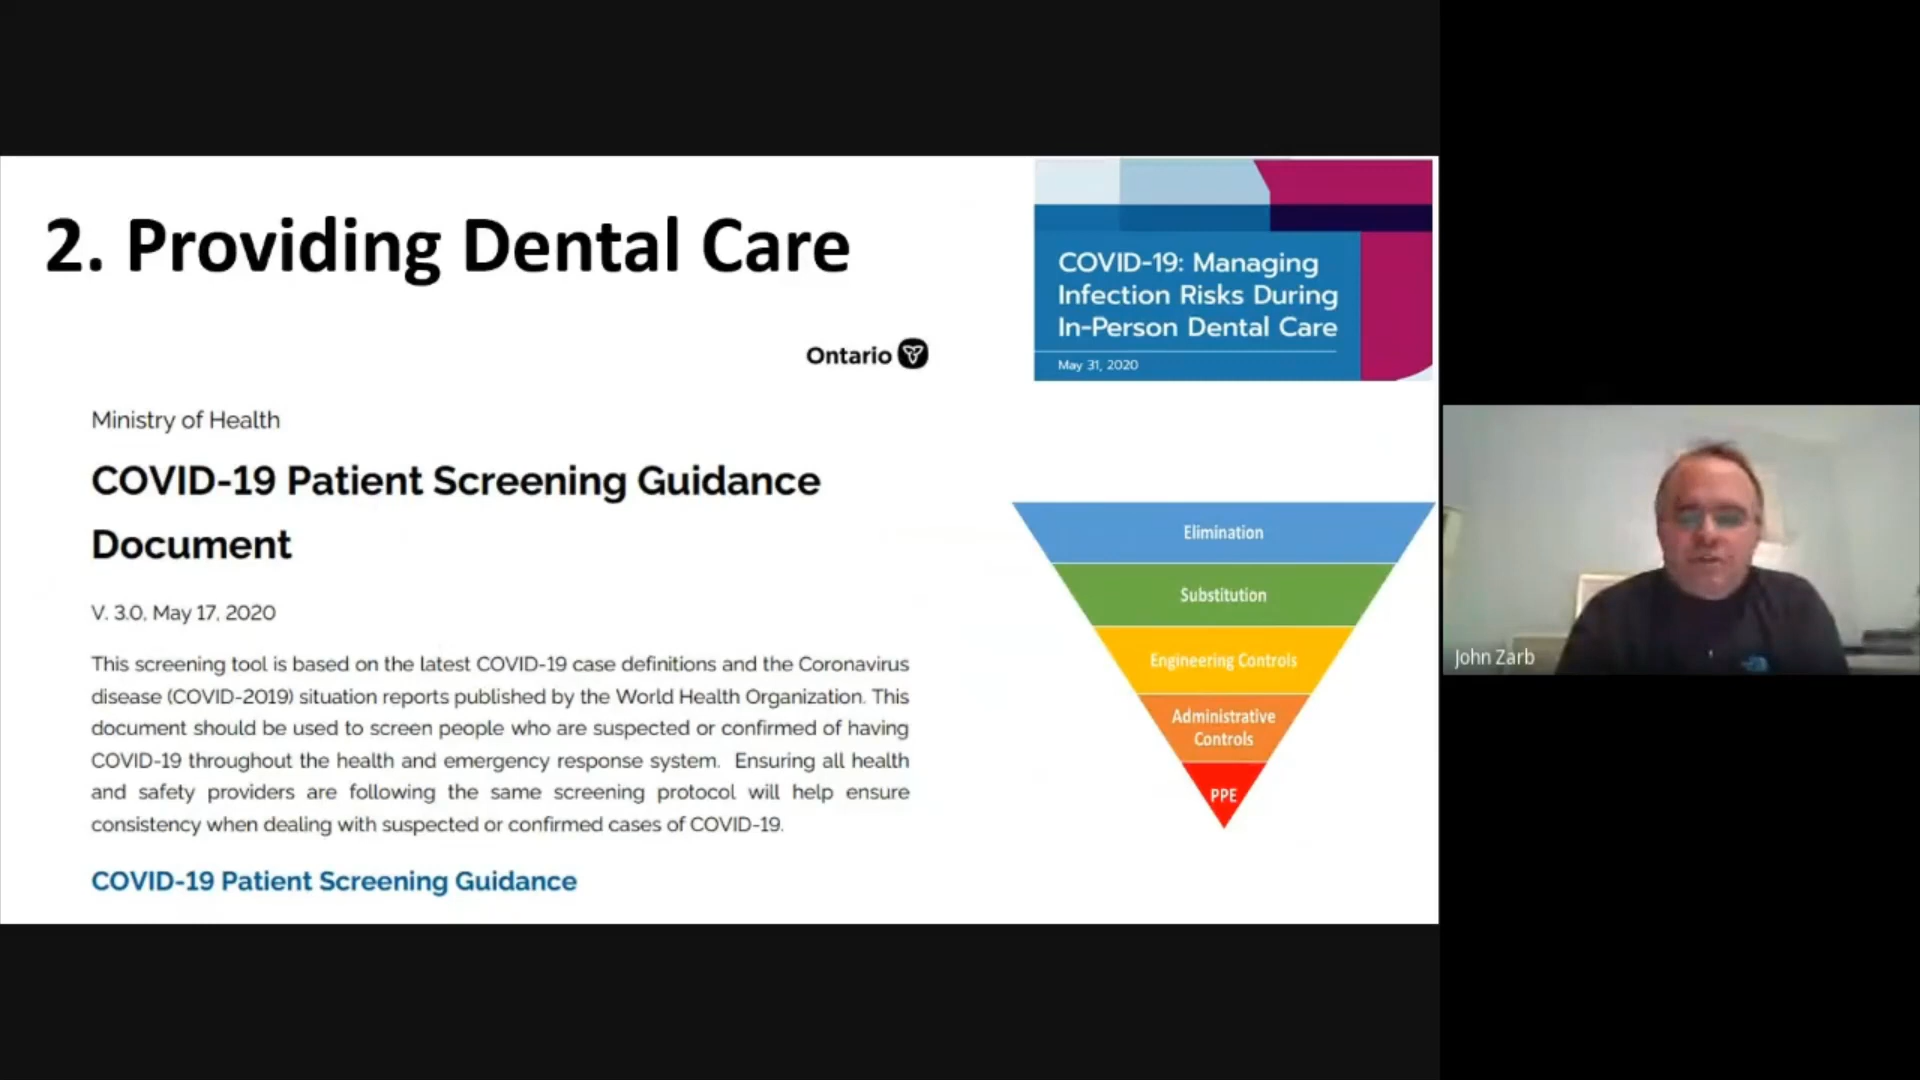 2. Providing Dental Care
Ontario
Ministry of Health
COVID-19 Patient Screening Guidance
Document
V. 3.0, May 17, 2020
This screening tool is based on the latest COVID-19 case definitions and the Coronavirus
disease (COVID-2019) situation reports published by the World Health Organization. This
document should be used to screen people who are suspected or confirmed of having
COVID-19 throughout the health and emergency response system. Ensuring all health
and safety providers are following the same screening protocol will help ensure
consistency when dealing with suspected or confirmed cases of COVID-19.
COVID-19 Patient Screening Guidance
COVID-19: Managing
Infection Risks During
In-Person Dental Care
May 31, 2020
Elimination
Substitution
Engineering Controls
Administrative
Controls
PPE
John Zarb